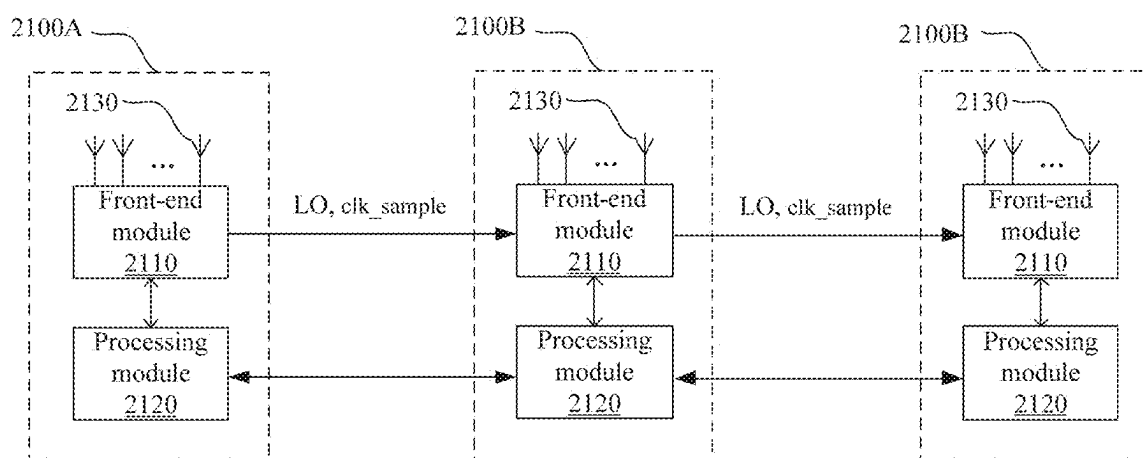 2100A
2100B
2100B
2130
2130
2130
...
...
...
Front-end
module
2110
LO, clk_sample
Front-end
module
2110
LO, clk_sample
Front-end
module
2110
Processing
module
2120
Processing
module
2120
Processing
module
2120